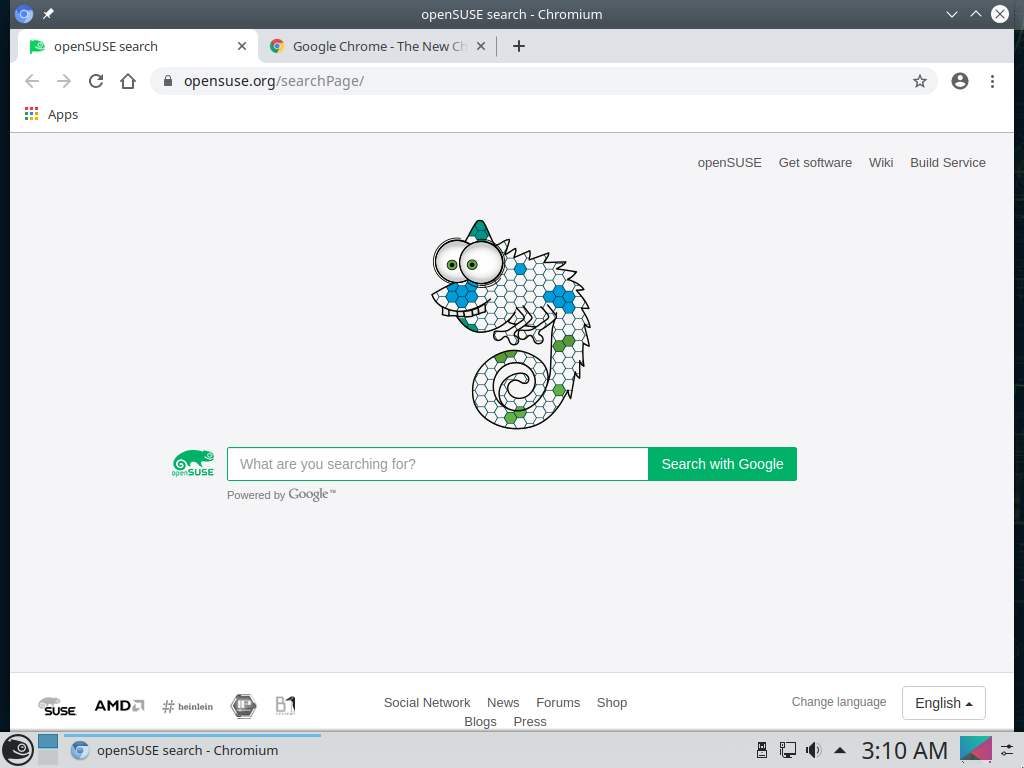 openSUSE search - Chromium
openSUSE search
Google Chrome - The New Ch
opensuse.org/searchPage/
Apps
openSUSE Get software Wiki Build Service
openSUSE
What are you searching for?
Search with Google
Powered by Google™
SUSE
AMD
# heinlein
IP
B1
Social Network News Forums Shop
Blogs Press
Change language
English
openSUSE search - Chromium
3:10 AM